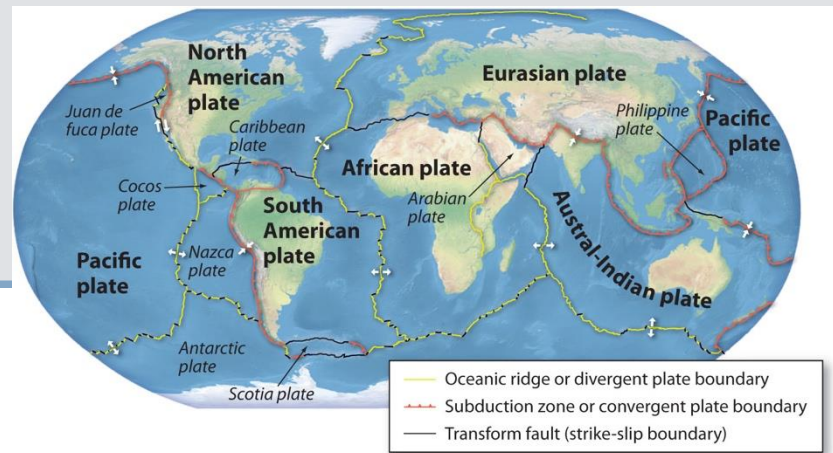 North
American
plate
Eurasian plate
Juan de
fuca plate
Caribbean
plate
Philippine
plate
Pacific
plate
African plate
Cocos
plate
Arabian
plate
South
American
plate
Austral-Indian plate
Pacific
plate
Nazca
plate
Antarctic
plate
Scotia plate
Oceanic ridge or divergent plate boundary
Subduction zone or convergent plate boundary
Transform fault (strike-slip boundary)